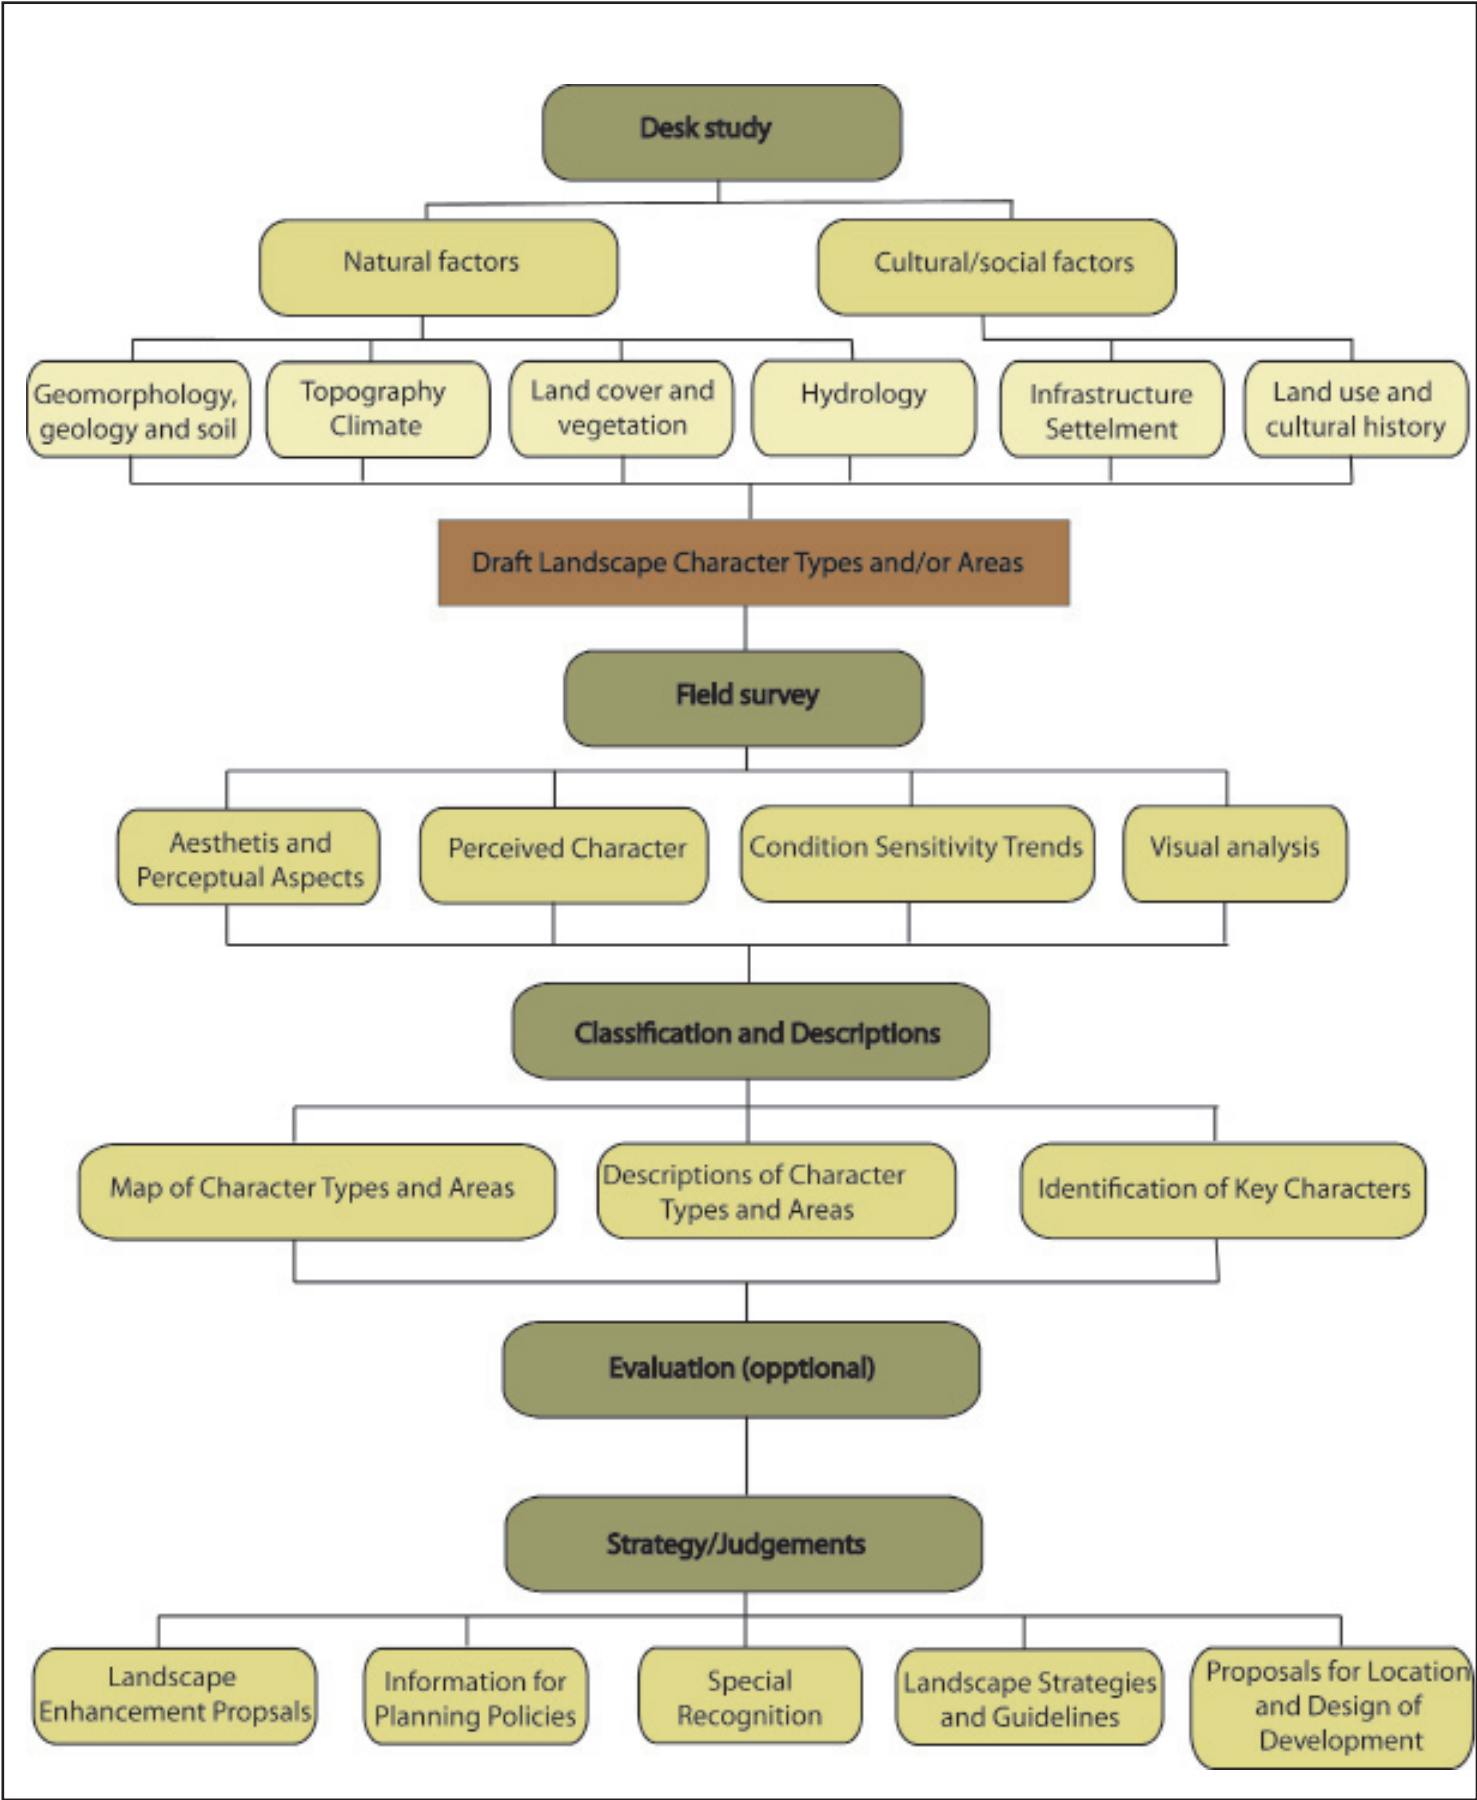 Desk study
Natural factors
Cultural/social factors
Geomorphology,
geology and soil
Topography
Climate
Land cover and
vegetation
Hydrology
Infrastructure
Settelment
Land use and
cultural history
Draft Landscape Character Types and/or Areas
Field survey
Aesthetis and
Perceptual Aspects
Perceived Character
Condition Sensitivity Trends
Visual analysis
Classification and Descriptions
Map of Character Types and Areas
Descriptions of Character
Types and Areas
Identification of Key Characters
Evaluation (opptional)
Strategy/Judgements
Landscape
Enhancement Propsals
Information for
Planning Policies
Special
Recognition
Landscape Strategies
and Guidelines
Proposals for Location
and Design of
Development